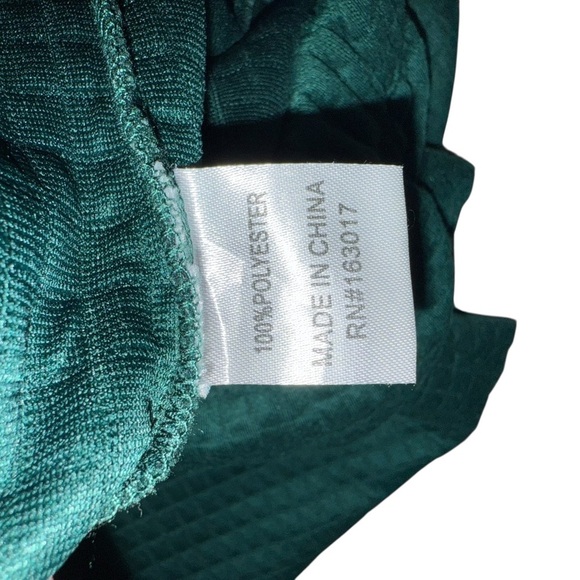 100%POLYESTER
MADE IN CHINA
RN#163017